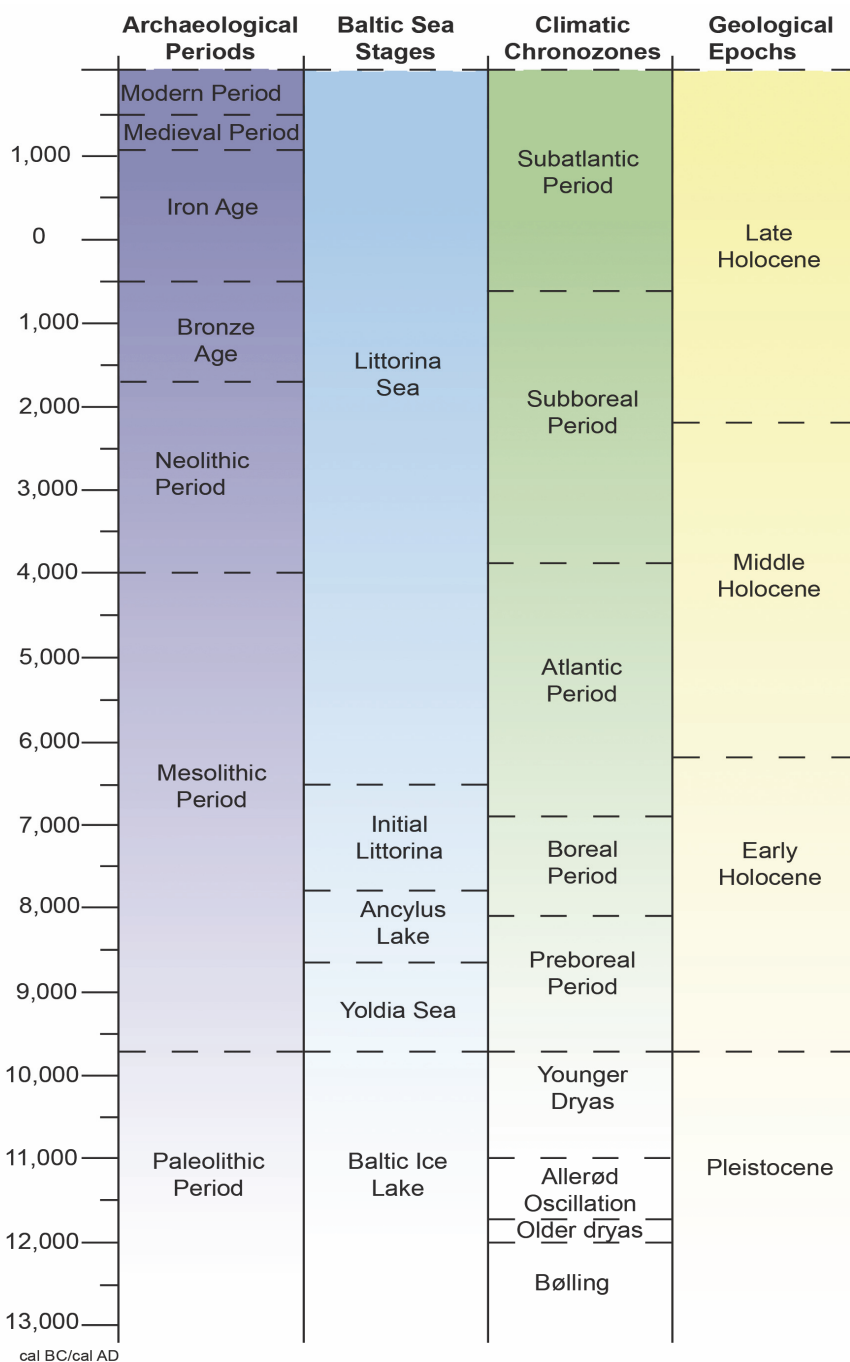 Archaeological
Periods
Baltic Sea
Stages
Climatic
Chronozones
Geological
Epochs
1,000
0
1,000
2,000
3,000
4,000
5,000
6,000
7,000
8,000
9,000
10,000
11,000
12,000
13,000
cal BC/cal AD
Modern Period
Medieval Period
Iron Age
Bronze
Age
Neolithic
Period
Mesolithic
Period
Paleolithic
Period
Littorina
Sea
Initial
Littorina
Ancylus
Lake
Yoldia Sea
Baltic Ice
Lake
Subatlantic
Period
Subboreal
Period
Atlantic
Period
Boreal
Period
Preboreal
Period
Younger
Dryas
Allerød
Oscillation
Older dryas
Bølling
Late
Holocene
Middle
Holocene
Early
Holocene
Pleistocene